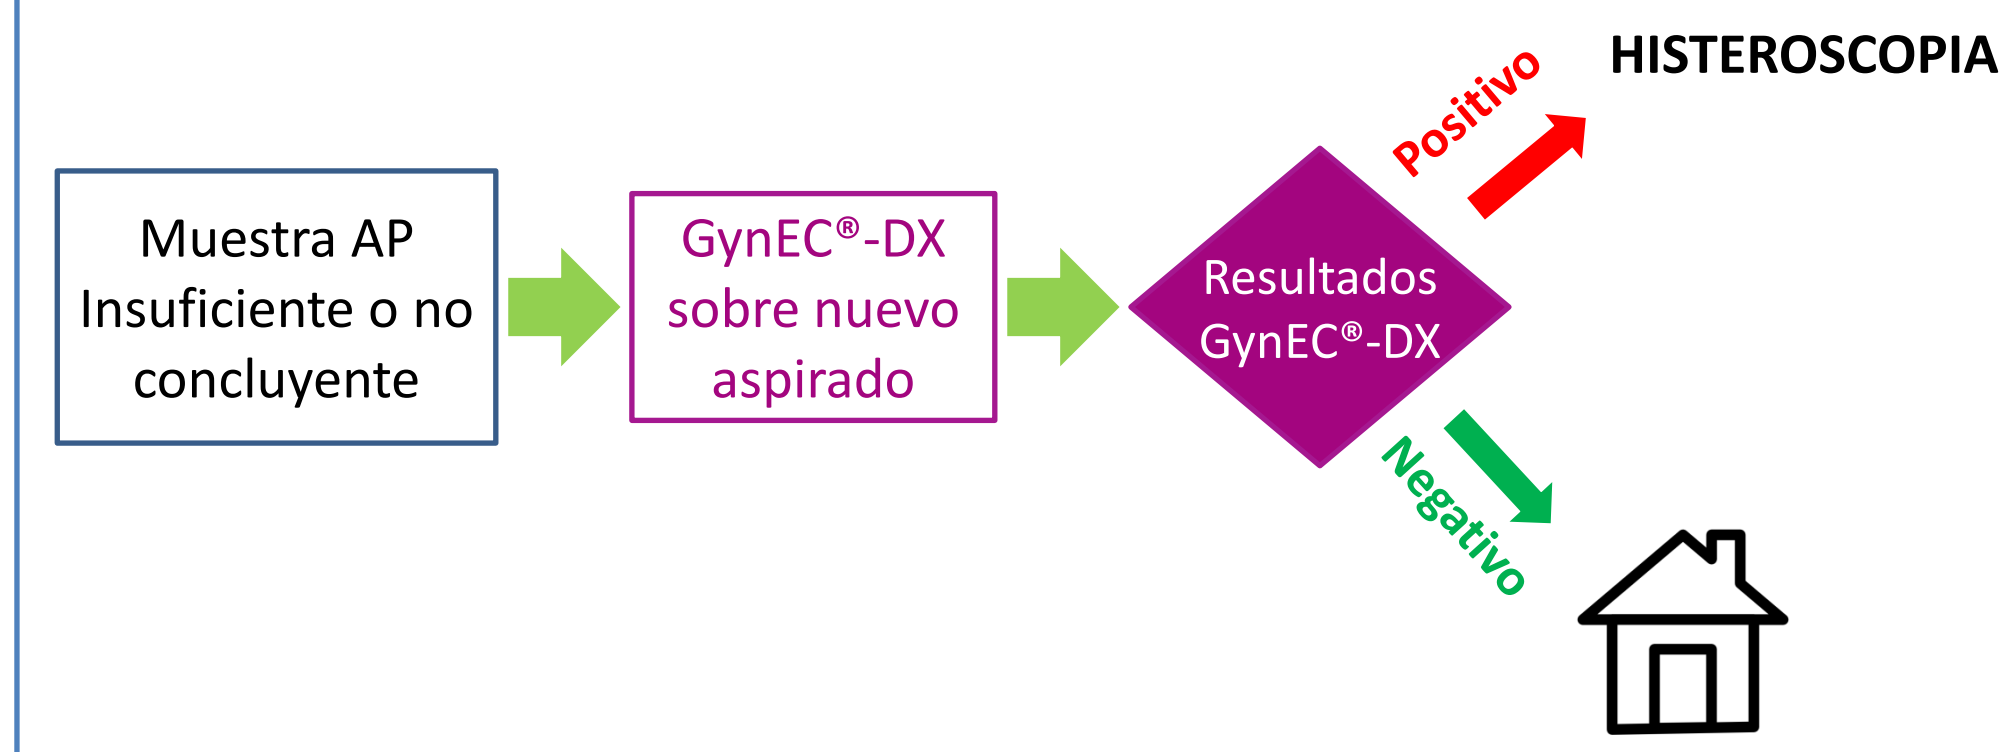 Muestra AP
Insuficiente o no
concluyente
GynEC®-DX
sobre nuevo
aspirado
Resultados
GynEC®-DX
Positivo
HISTEROSCOPIA
Negativo